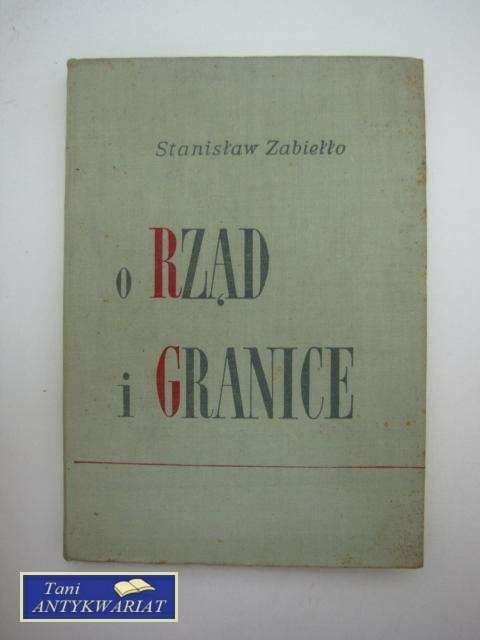 Stanisław Zabiełło
o RZĄD
i GRANICE
Tani
ANTYKWARIAT